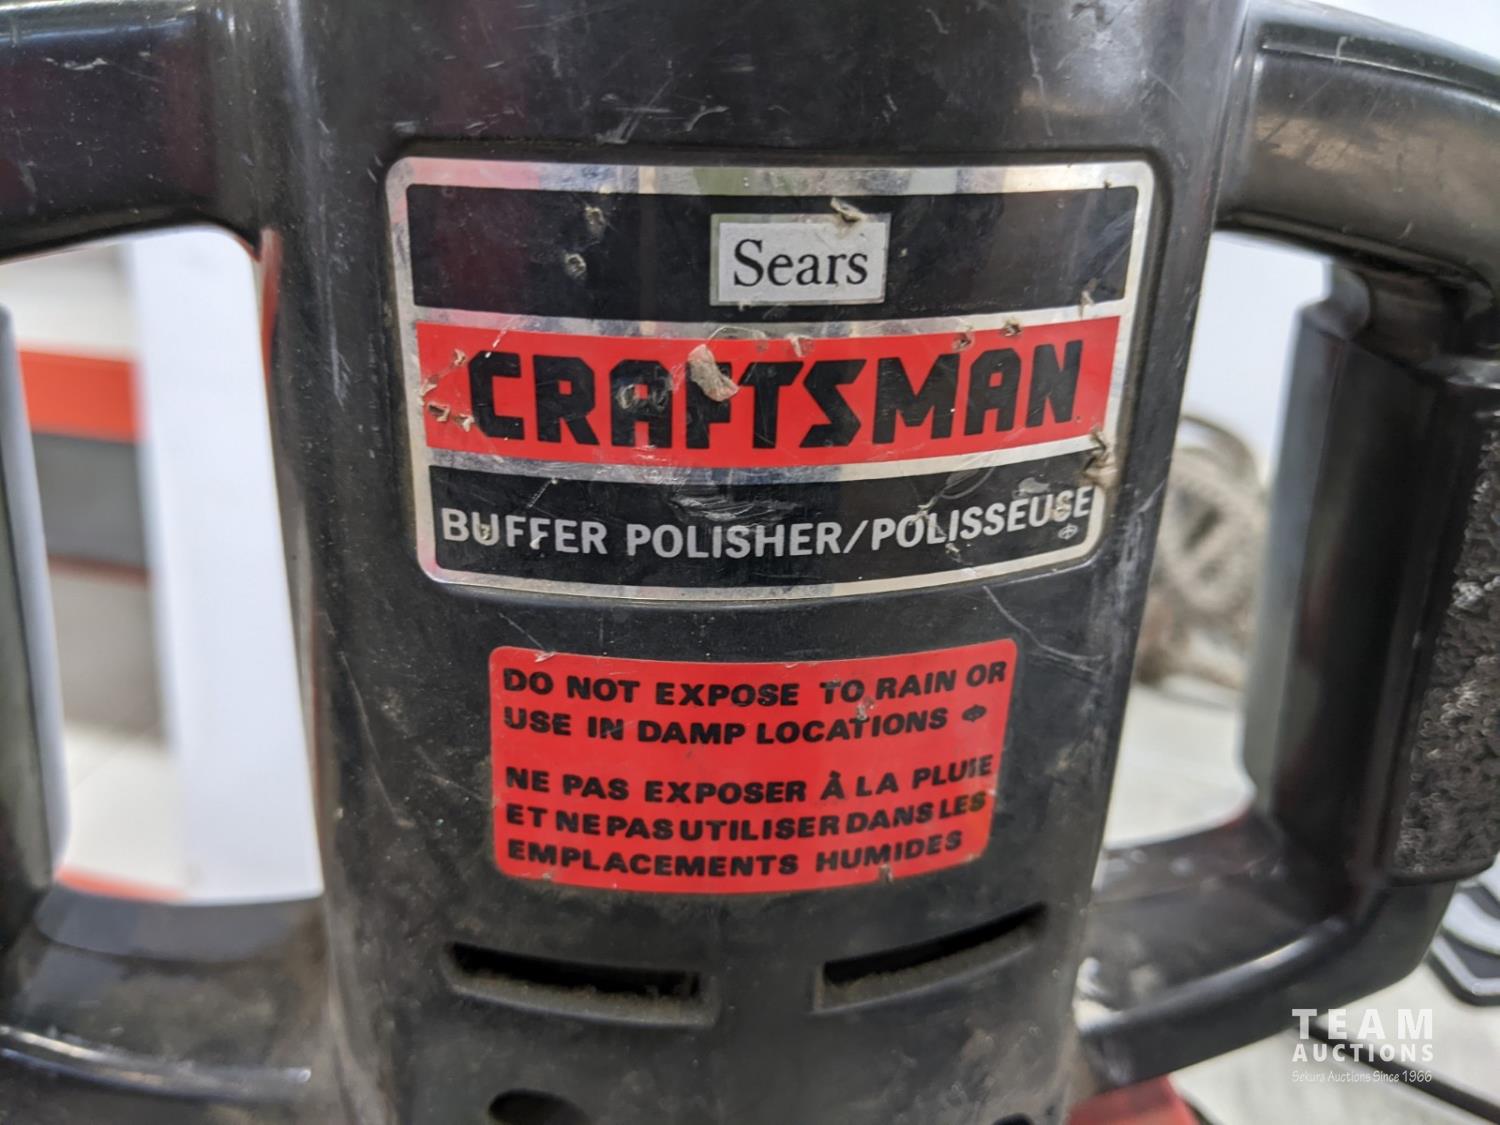 Sears
CRAFTSMAN
BUFFER POLISHER/POLISSEUSE
DO NOT EXPOSE TO RAIN OR
USE IN DAMP LOCATIONS
NE PAS EXPOSER À LA PLUIE
ET NE PAS UTILISER DANS LES
EMPLACEMENTS HUMIDES
TEAM
AUCTIONS
Sekura Auctions Since 1966